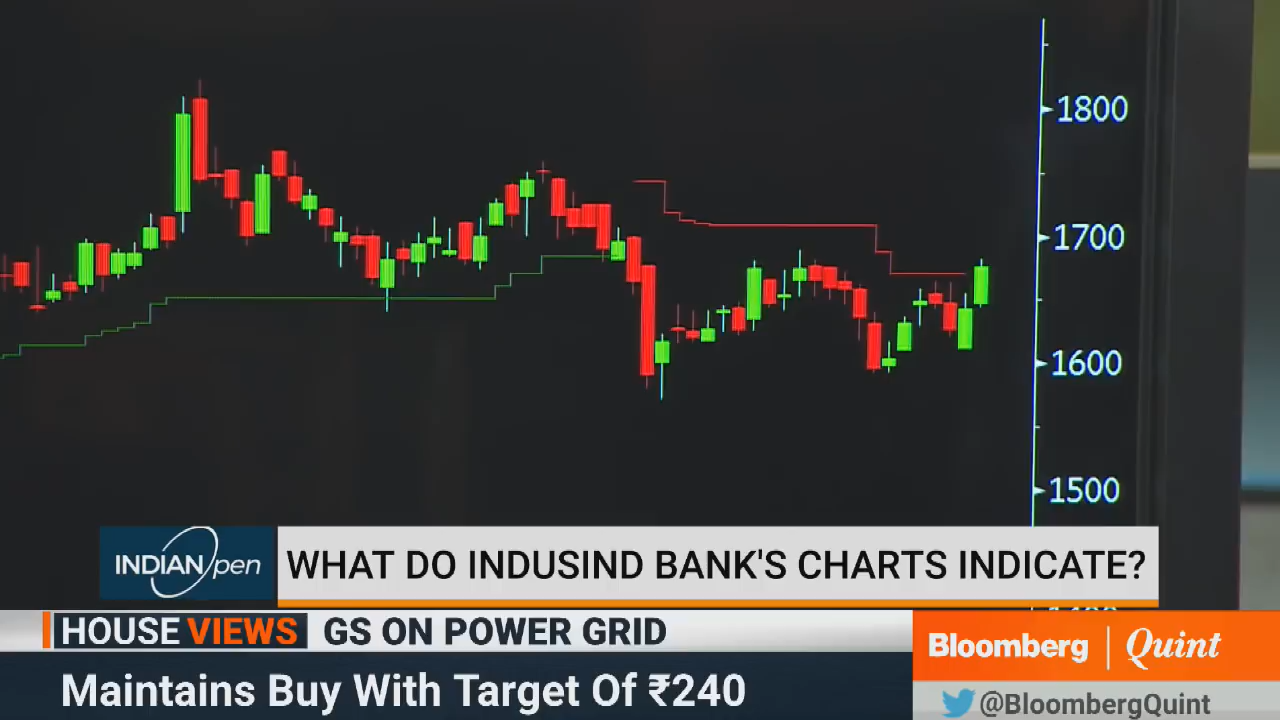 1800
1700
1600
1500
INDIAN Open
WHAT DO INDUSIND BANK'S CHARTS INDICATE?
HOUSE VIEWS GS ON POWER GRID
Maintains Buy With Target Of ₹240
Bloomberg | Quint
@BloombergQuint